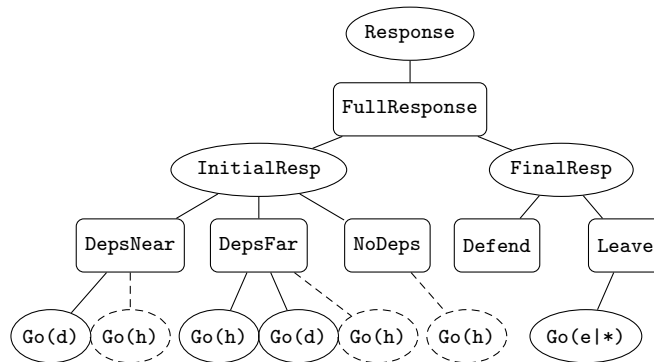 Response
FullResponse
InitialResp FinalResp
DepsNear DepsFar NoDeps Defend Leave
Go(d) Go(h) Go(h) Go(d) Go(h) Go(h) Go(e|*)